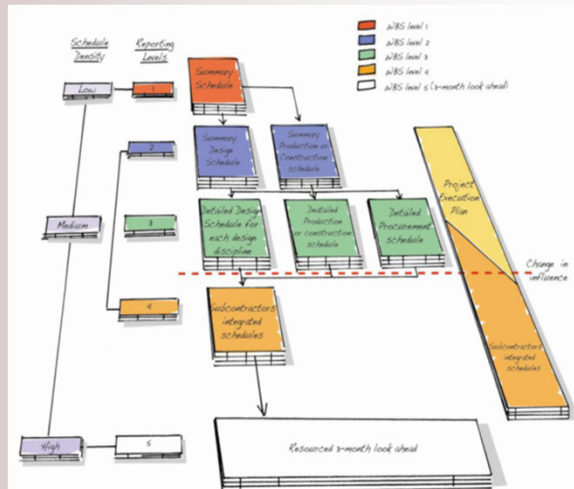 Schedule
Density
Reporting
Levels
WBS level 1
WBS level 2
WBS level 3
WBS level 4
WBS level 5 (3-month look ahead)
Low
1
Summary
Schedule
2
Summary
Design
Schedule
Summary
Production or
Construction
schedule
Project
Execution
Plan
Medium
3
Detailed Design
Schedule for
each design
discipline
Detailed
Production
or construction
schedule
Detailed
Procurement
schedule
Change in
influence
4
Subcontractors
integrated
schedules
Subcontractors
integrated
schedules
High
5
Resourced 3-month look ahead